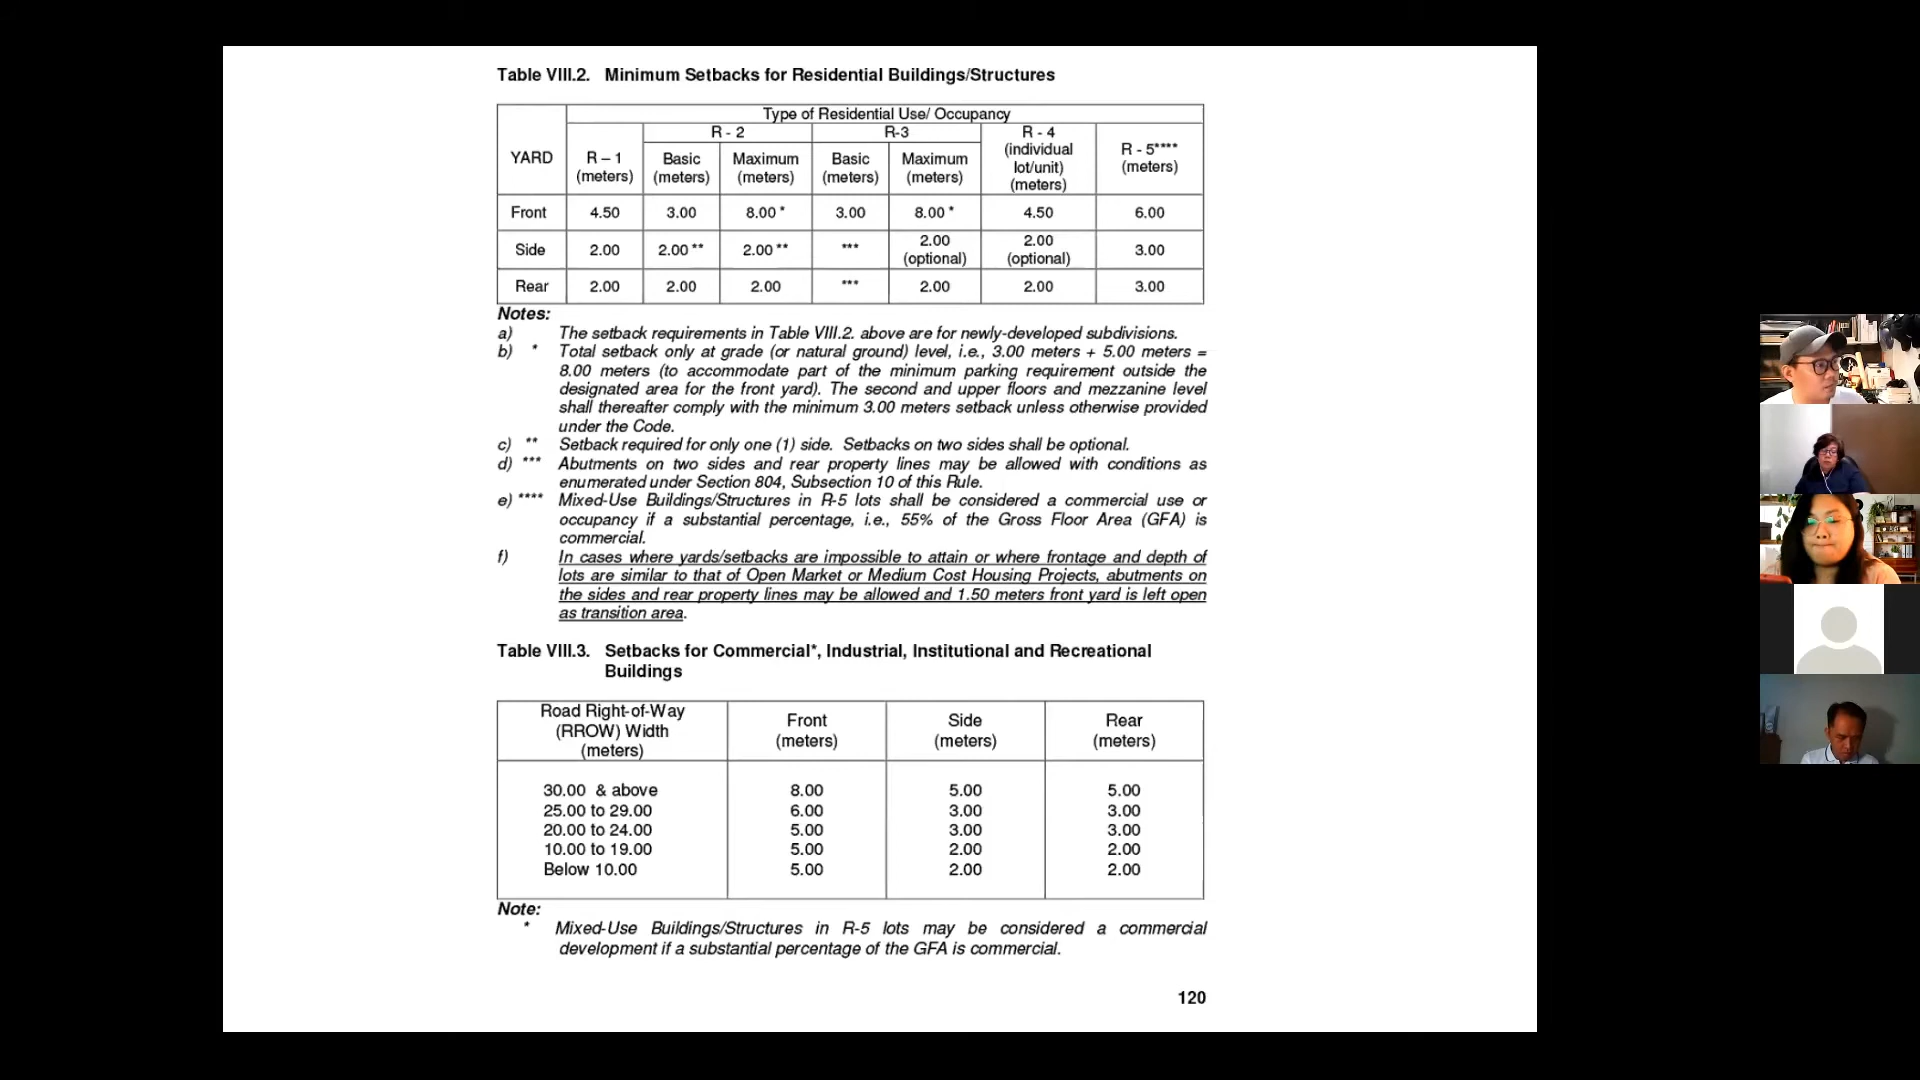 Table VIII.2. Minimum Setbacks for Residential Buildings/Structures
Type of Residential Use/ Occupancy
YARD
R – 1
(meters)
R - 2
Basic
(meters)
Maximum
(meters)
R-3
Basic
(meters)
Maximum
(meters)
R - 4
(individual
lot/unit)
(meters)
R - 5****
(meters)
Front 4.50 3.00 8.00 * 3.00 8.00 * 4.50 6.00
Side 2.00 2.00 ** 2.00 ** *** 2.00 (optional) 2.00 (optional) 3.00
Rear 2.00 2.00 2.00 *** 2.00 2.00 3.00
Notes:
a) The setback requirements in Table VIII.2. above are for newly-developed subdivisions.
b) * Total setback only at grade (or natural ground) level, i.e., 3.00 meters + 5.00 meters =
8.00 meters (to accommodate part of the minimum parking requirement outside the
designated area for the front yard). The second and upper floors and mezzanine level
shall thereafter comply with the minimum 3.00 meters setback unless otherwise provided
under the Code.
c) ** Setback required for only one (1) side. Setbacks on two sides shall be optional.
d) *** Abutments on two sides and rear property lines may be allowed with conditions as
enumerated under Section 804, Subsection 10 of this Rule.
e) **** Mixed-Use Buildings/Structures in R-5 lots shall be considered a commercial use or
occupancy if a substantial percentage, i.e., 55% of the Gross Floor Area (GFA) is
commercial.
f) In cases where yards/setbacks are impossible to attain or where frontage and depth of
lots are similar to that of Open Market or Medium Cost Housing Projects, abutments on
the sides and rear property lines may be allowed and 1.50 meters front yard is left open
as transition area.
Table VIII.3. Setbacks for Commercial*, Industrial, Institutional and Recreational
Buildings
Road Right-of-Way
(RROW) Width
(meters)
Front
(meters)
Side
(meters)
Rear
(meters)
30.00 & above 8.00 5.00 5.00
25.00 to 29.00 6.00 3.00 3.00
20.00 to 24.00 5.00 3.00 3.00
10.00 to 19.00 5.00 2.00 2.00
Below 10.00 5.00 2.00 2.00
Note:
* Mixed-Use Buildings/Structures in R-5 lots may be considered a commercial
development if a substantial percentage of the GFA is commercial.
120